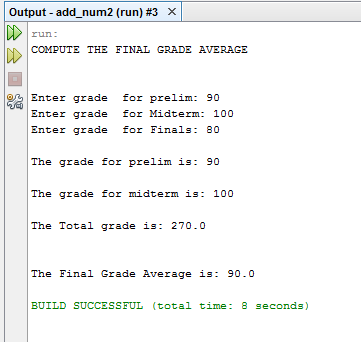 Output - add_num2 (run) #3
run:
COMPUTE THE FINAL GRADE AVERAGE
Enter grade  for prelim: 90
Enter grade  for Midterm: 100
Enter grade  for Finals: 80
The grade for prelim is: 90
The grade for midterm is: 100
The Total grade is: 270.0
The Final Grade Average is: 90.0
BUILD SUCCESSFUL (total time: 8 seconds)